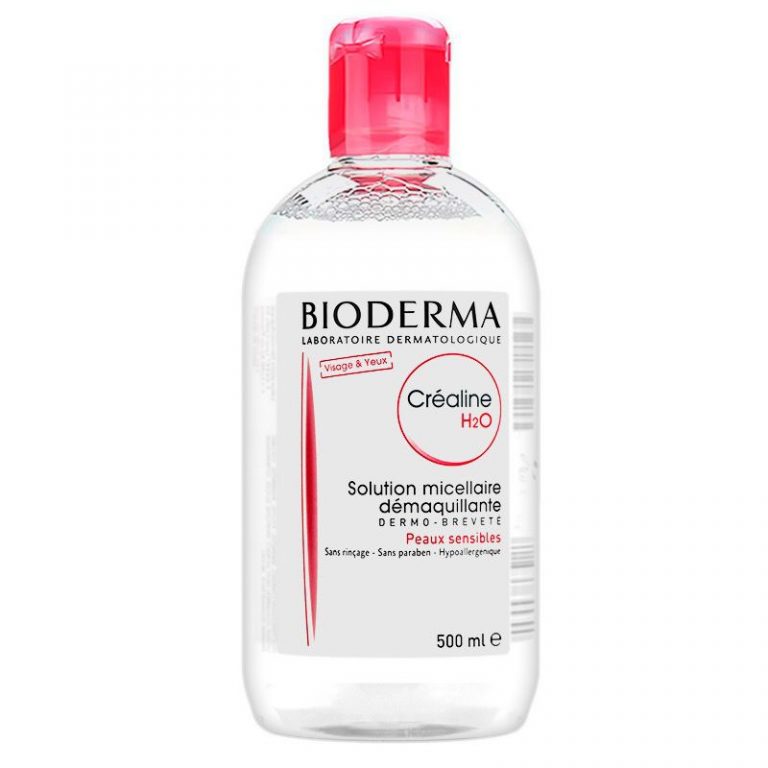 BIODERMA
LABORATOIRE DERMATOLOGIQUE
Visage & Yeux
Créaline
H2O
Solution micellaire
démaquillante
DERMO-BREVETÉ
Peaux sensibles
Sans rinçage - Sans paraben - Hypoallergenique
500 ml e